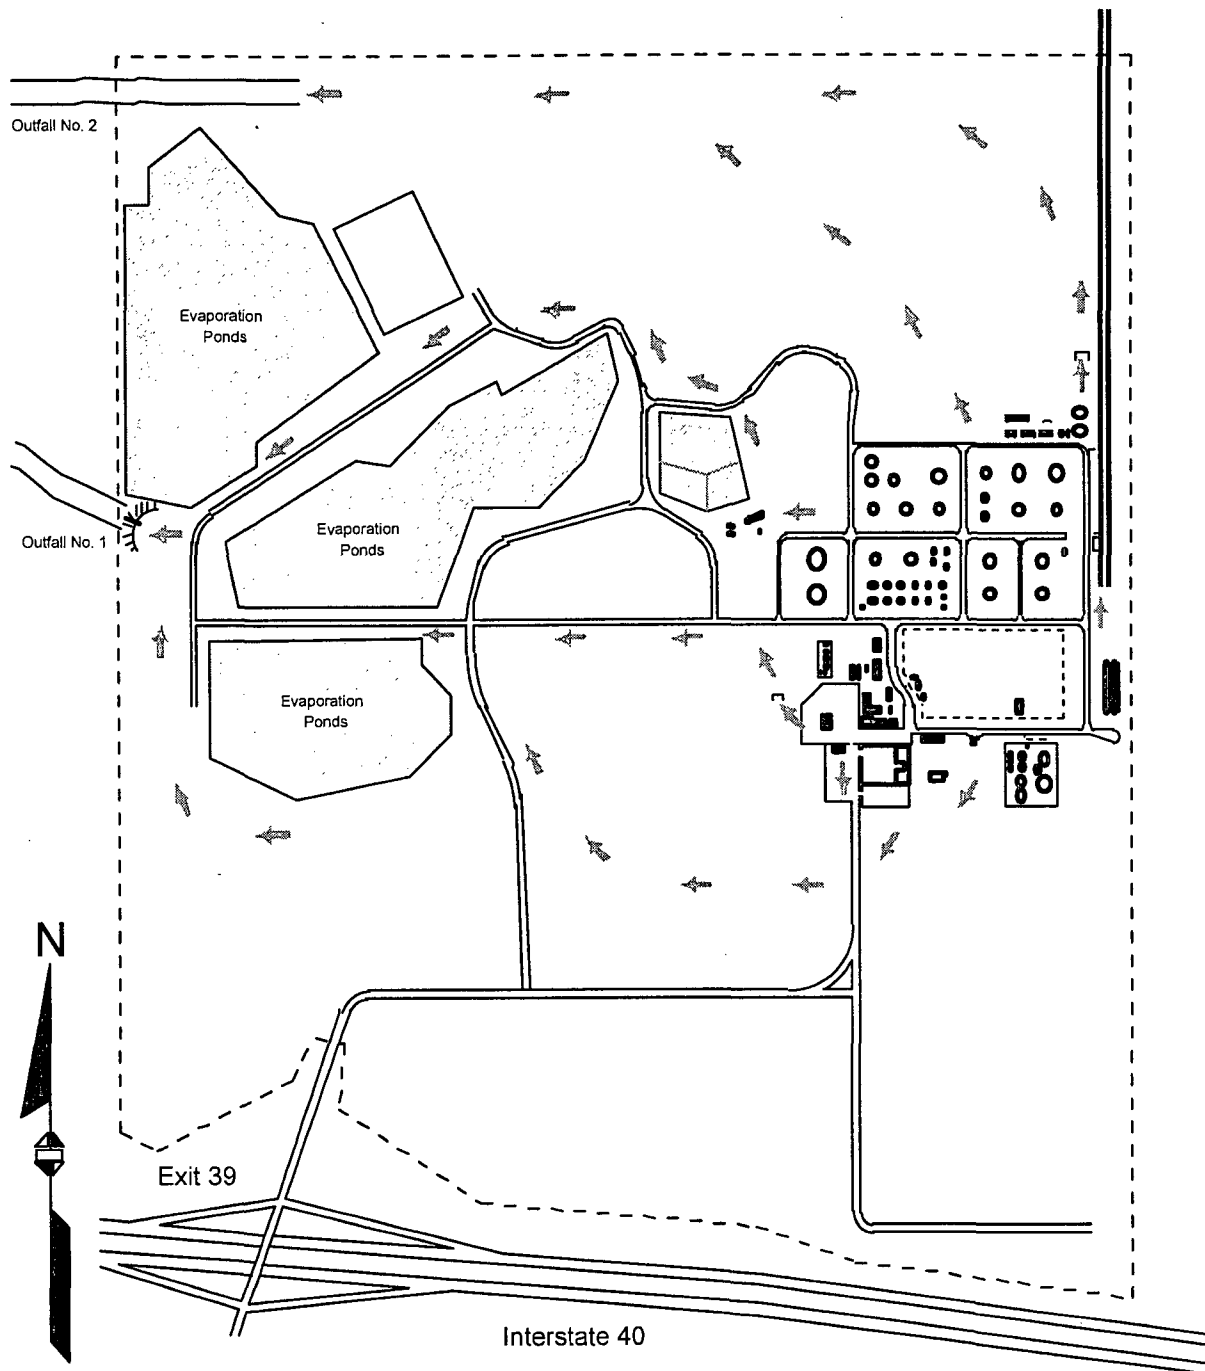 Outfall No. 2
Evaporation
Ponds
Evaporation
Ponds
Outfall No. 1
Evaporation
Ponds
N
Exit 39
Interstate 40